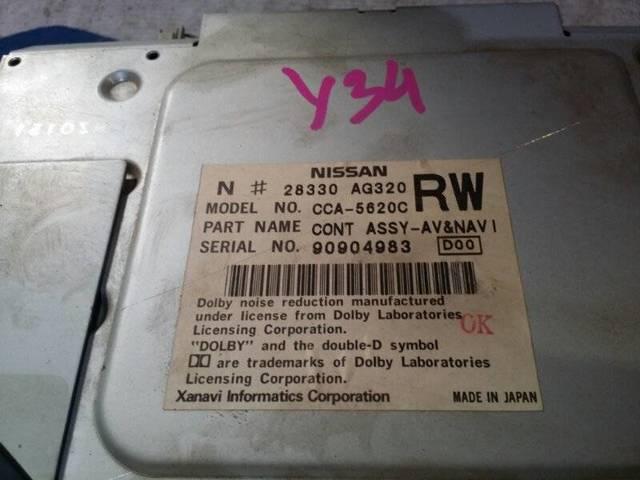 Y34
NISSAN
N # 28330 AG320 RW
MODEL NO. CCA-5620C
PART NAME CONT ASSY-AV&NAVI
SERIAL NO. 90904983 D00
Dolby noise reduction manufactured
under license from Dolby Laboratories
Licensing Corporation. OK
"DOLBY" and the double-D symbol
are trademarks of Dolby Laboratories
Licensing Corporation.
Xanavi Informatics Corporation MADE IN JAPAN